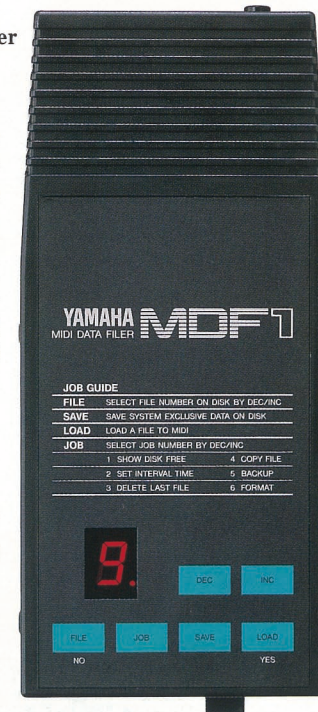 er
YAMAHA MDF1
MIDI DATA FILER
JOB GUIDE
FILE SELECT FILE NUMBER ON DISK BY DEC/INC
SAVE SAVE SYSTEM EXCLUSIVE DATA ON DISK
LOAD LOAD A FILE TO MIDI
JOB SELECT JOB NUMBER BY DEC/INC
1 SHOW DISK FREE 4 COPY FILE
2 SET INTERVAL TIME 5 BACKUP
3 DELETE LAST FILE 6 FORMAT
9.
DEC INC
FILE JOB SAVE LOAD
NO YES